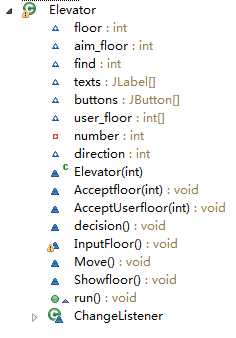 Elevator
floor : int
aim_floor : int
find : int
texts : JLabel[]
buttons : JButton[]
user_floor : int[]
number : int
direction : int
Elevator(int)
Acceptfloor(int) : void
AcceptUserfloor(int) : void
decision() : void
InputFloor() : void
Move() : void
Showfloor() : void
run() : void
ChangeListener